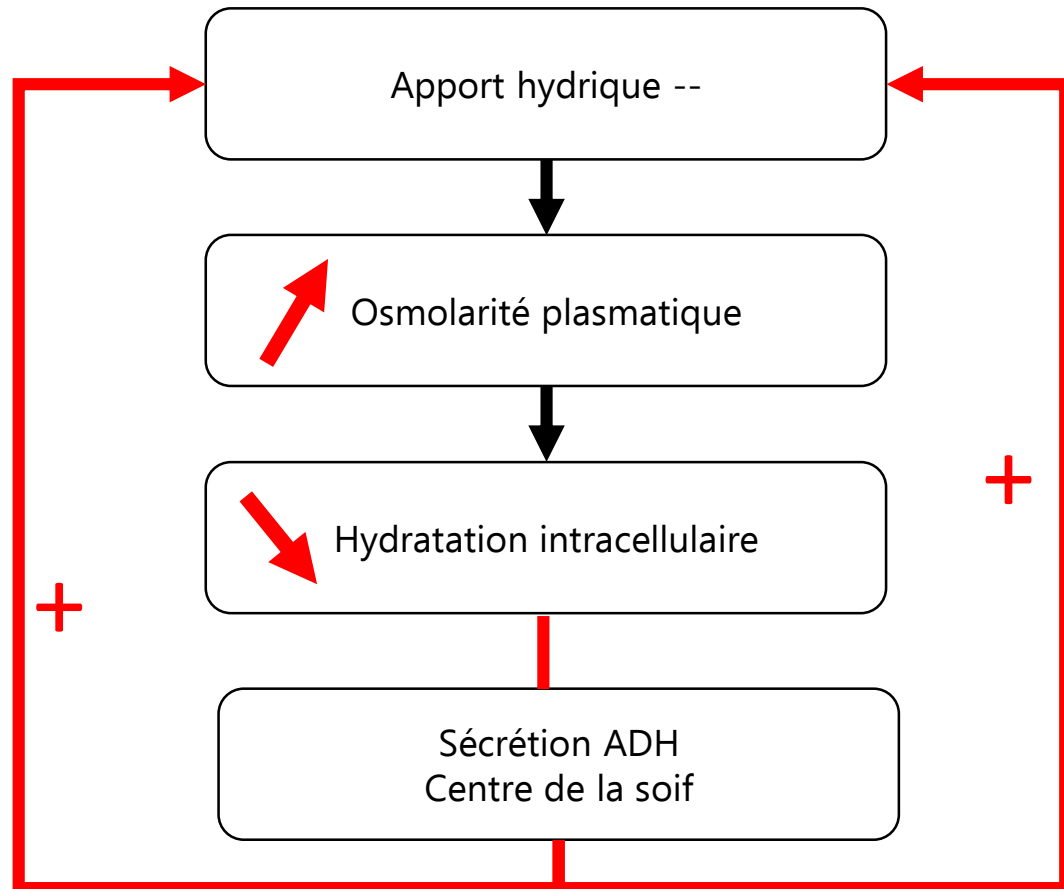 Apport hydrique --
Osmolarité plasmatique
+
Hydratation intracellulaire
+
Sécrétion ADH
Centre de la soif